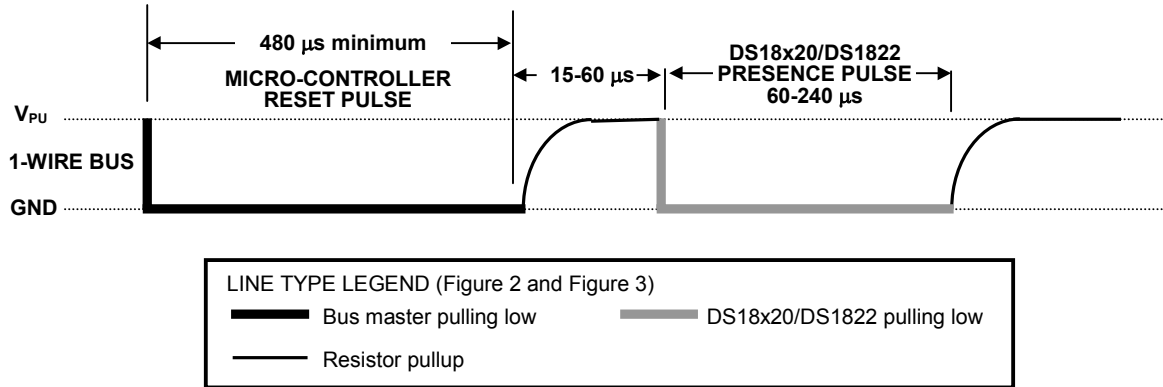 480 μs minimum
MICRO-CONTROLLER
RESET PULSE
15-60 μs
DS18x20/DS1822
PRESENCE PULSE
60-240 μs
VPU
1-WIRE BUS
GND
LINE TYPE LEGEND (Figure 2 and Figure 3)
Bus master pulling low
DS18x20/DS1822 pulling low
Resistor pullup